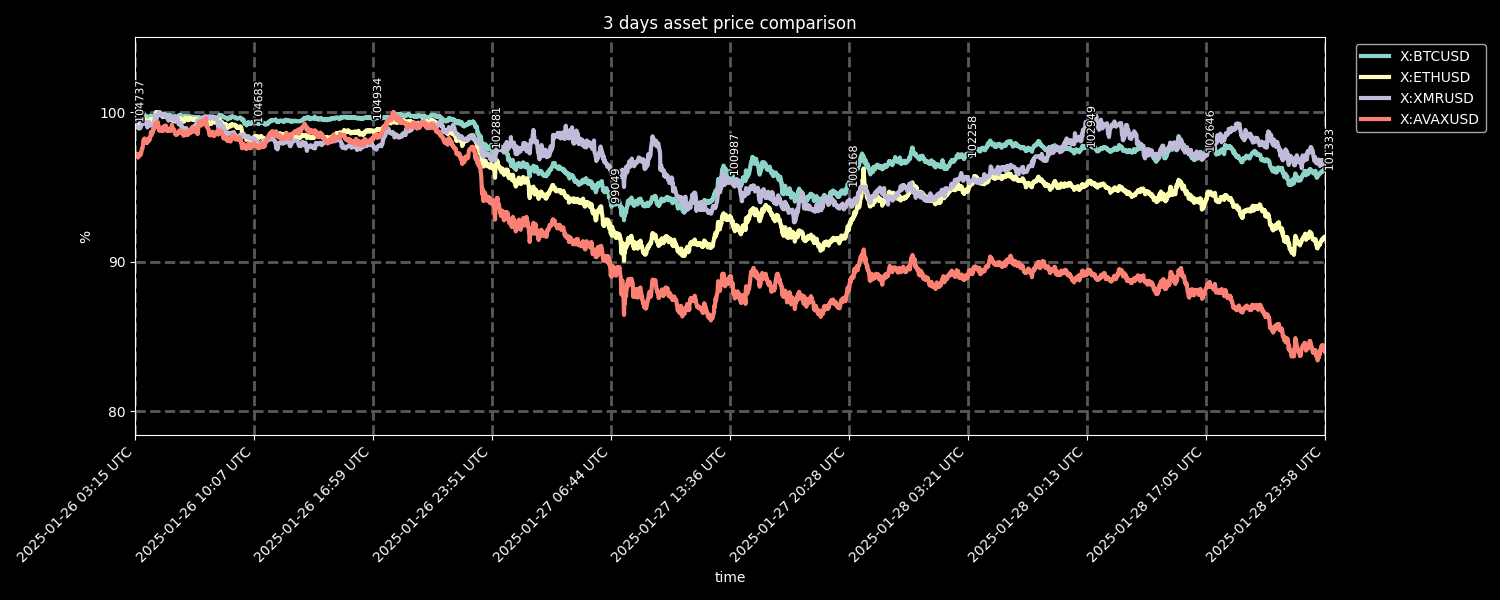 3 days asset price comparison
X:BTCUSD
X:ETHUSD
X:XMRUSD
X:AVAXUSD
%
100
90
80
104737
104683
104934
102881
99049
100987
100168
102258
102949
102646
101333
2025-01-26 03:15 UTC
2025-01-26 10:07 UTC
2025-01-26 16:59 UTC
2025-01-26 23:51 UTC
2025-01-27 06:44 UTC
2025-01-27 13:36 UTC
2025-01-27 20:28 UTC
2025-01-28 03:21 UTC
2025-01-28 10:13 UTC
2025-01-28 17:05 UTC
2025-01-28 23:58 UTC
time